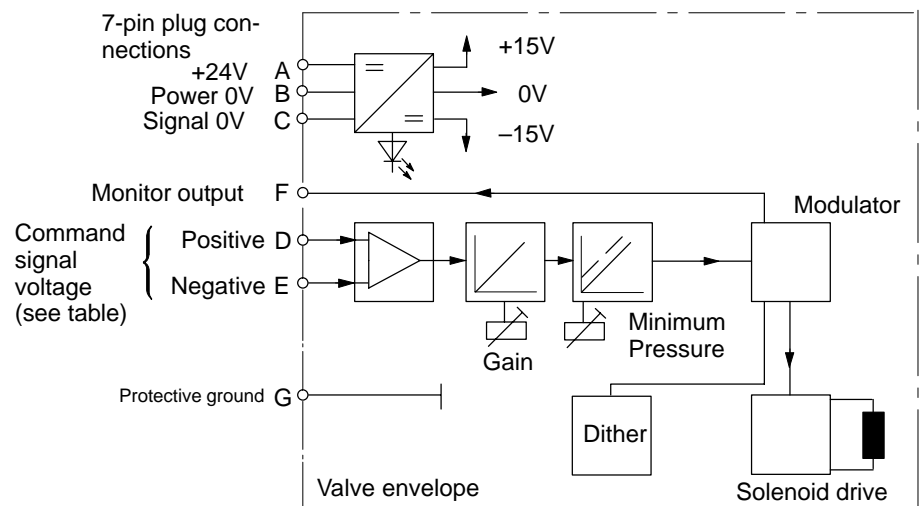 7-pin plug con-
nections
+24V A
Power 0V B
Signal 0V C
+15V
0V
–15V
Monitor output F
Modulator
Command
signal
voltage
(see table)
Positive D
Negative E
Gain
Minimum
Pressure
Protective ground G
Dither
Valve envelope
Solenoid drive